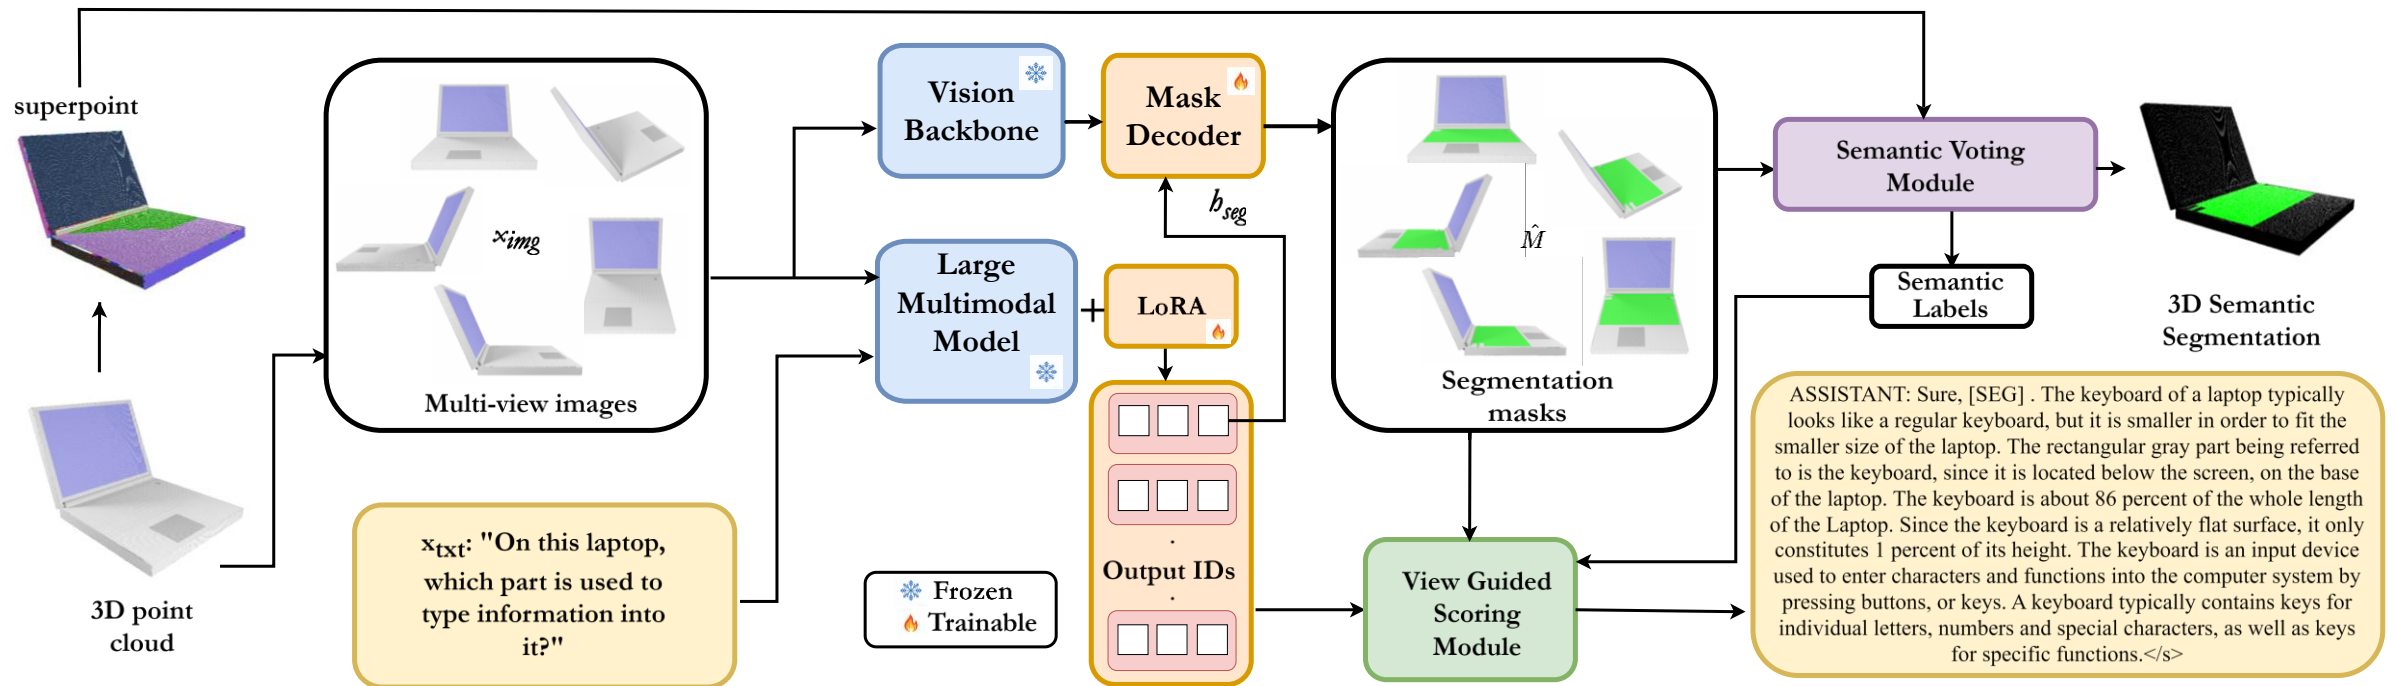 superpoint
3D point
cloud
x_img
Multi-view images
x_txt: "On this laptop,
which part is used to
type information into
it?"
Vision
Backbone
Mask
Decoder
h_seg
Large
Multimodal
Model
+
LoRA
Output IDs
Frozen
Trainable
M̂
Segmentation
masks
Semantic Voting
Module
Semantic
Labels
3D Semantic
Segmentation
View Guided
Scoring
Module
ASSISTANT: Sure, [SEG] . The keyboard of a laptop typically
looks like a regular keyboard, but it is smaller in order to fit the
smaller size of the laptop. The rectangular gray part being referred
to is the keyboard, since it is located below the screen, on the base
of the laptop. The keyboard is about 86 percent of the whole length
of the Laptop. Since the keyboard is a relatively flat surface, it only
constitutes 1 percent of its height. The keyboard is an input device
used to enter characters and functions into the computer system by
pressing buttons, or keys. A keyboard typically contains keys for
individual letters, numbers and special characters, as well as keys
for specific functions.</s>